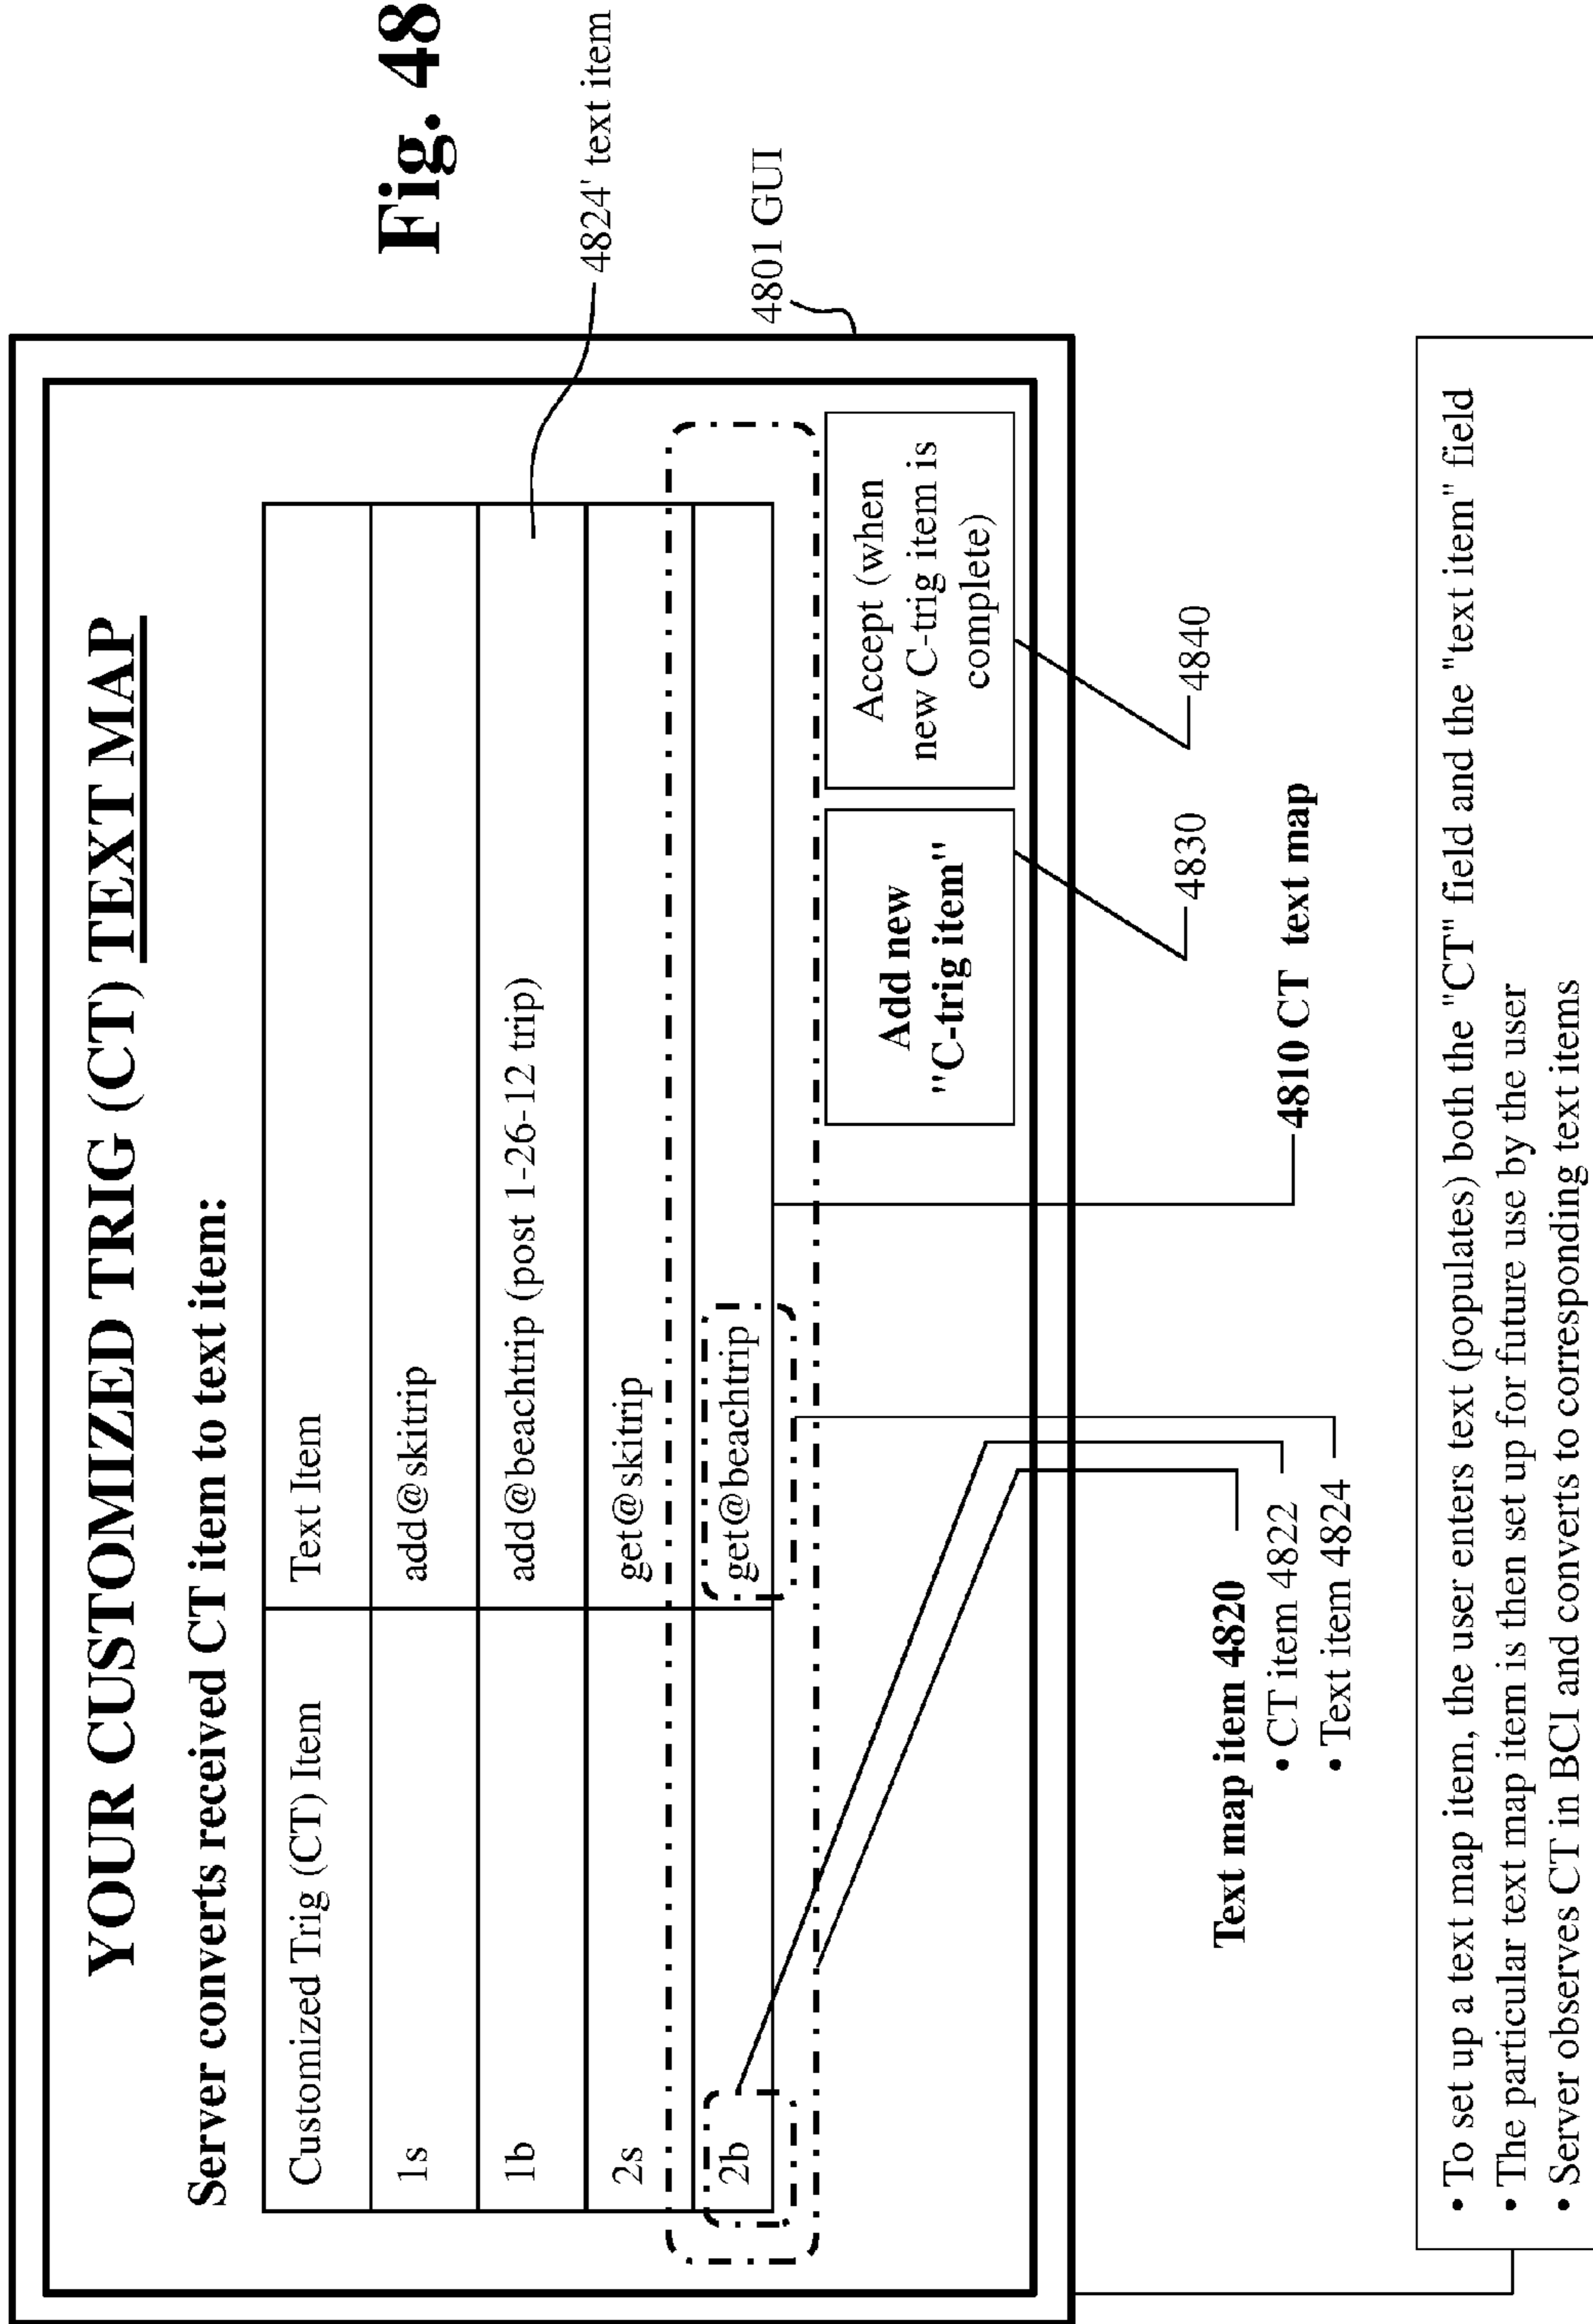 YOUR CUSTOMIZED TRIG (CT) TEXT MAP
Server converts received CT item to text item:
Customized Trig (CT) Item
Text Item
1s
add@skitrip
1b
add@beachtrip (post 1-26-12 trip)
2s
get@skitrip
2b
get@beachtrip
Add new
"C-trig item"
Accept (when
new C-trig item is
complete)
Fig. 48
4824' text item
4801 GUI
4830
4840
4810 CT text map
Text map item 4820
• CT item 4822
• Text item 4824
• To set up a text map item, the user enters text (populates) both the "CT" field and the "text item" field
• The particular text map item is then set up for future use by the user
• Server observes CT in BCI and converts to corresponding text items